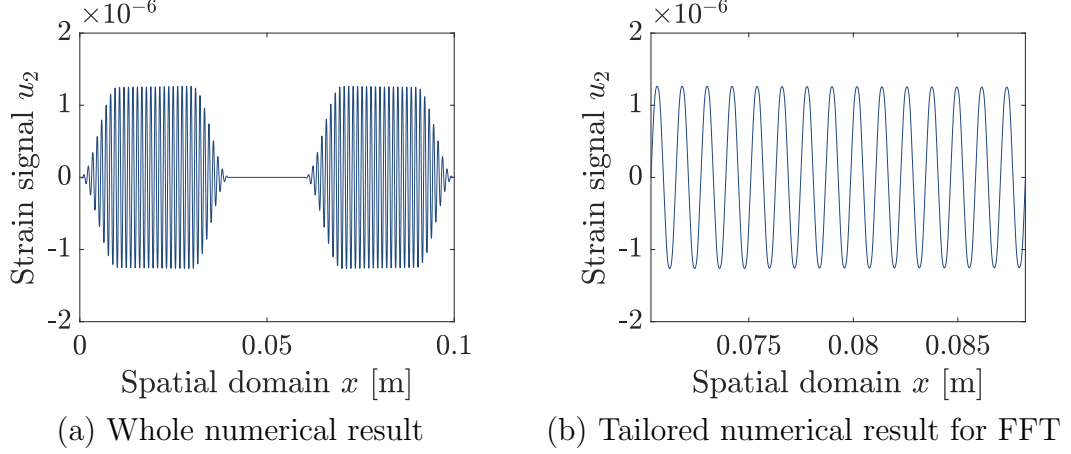 ×10⁻⁶
2
1
0
-1
-2
Strain signal u₂
0 0.05 0.1
Spatial domain x [m]
(a) Whole numerical result
×10⁻⁶
2
1
0
-1
-2
Strain signal u₂
0.075 0.08 0.085
Spatial domain x [m]
(b) Tailored numerical result for FFT